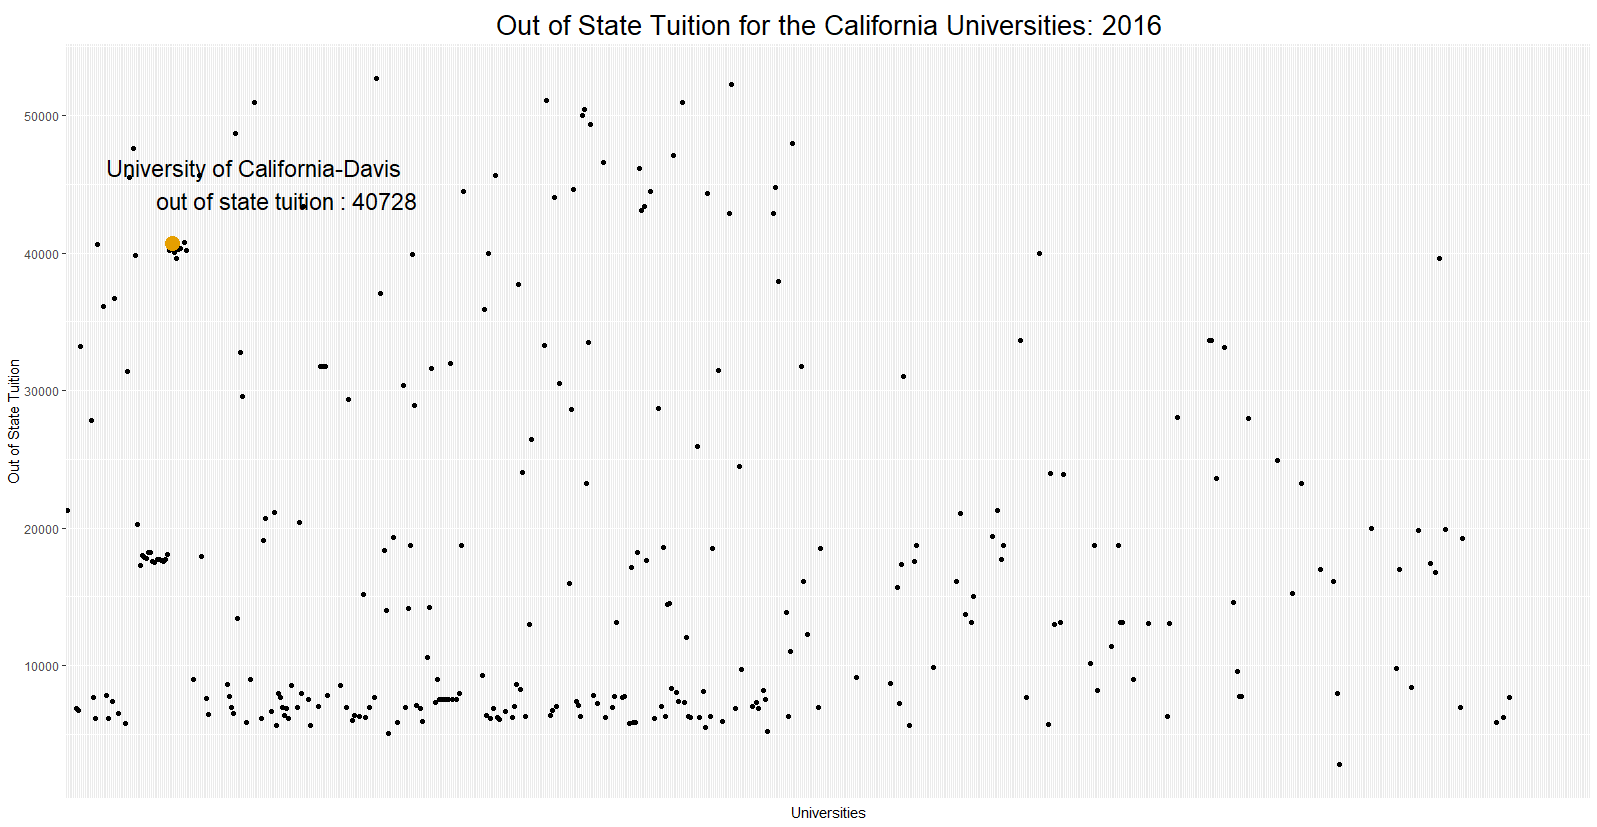 Out of State Tuition for the California Universities: 2016
50000
University of California-Davis
out of state tuition : 40728
40000
30000
Out of State Tuition
20000
10000
Universities